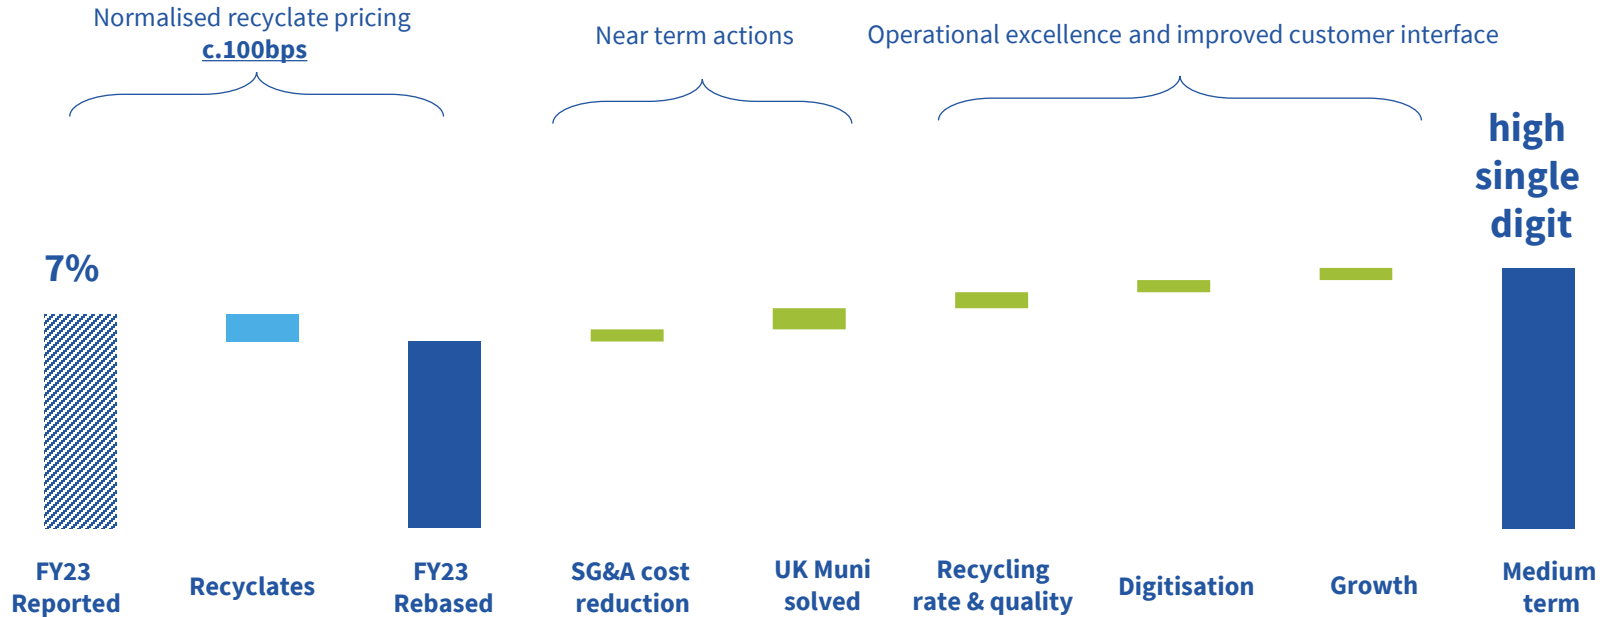 Normalised recyclate pricing
c.100bps
Near term actions
Operational excellence and improved customer interface
7%
high
single
digit
FY23
Reported
Recyclates
FY23
Rebased
SG&A cost
reduction
UK Muni
solved
Recycling
rate & quality
Digitisation
Growth
Medium
term